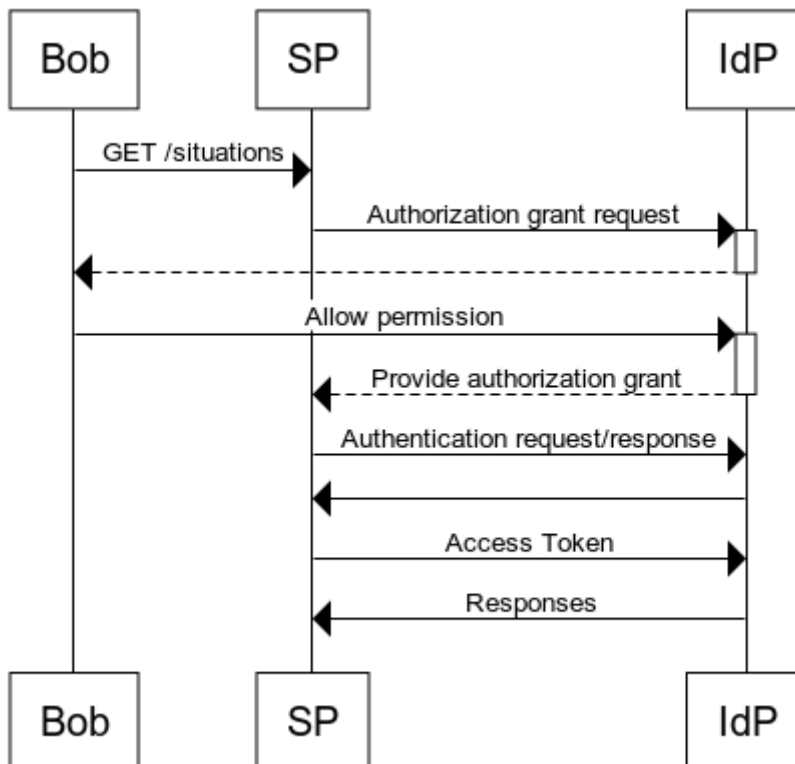 Bob SP IdP
GET /situations
Authorization grant request
Allow permission
Provide authorization grant
Authentication request/response
Access Token
Responses
Bob SP IdP